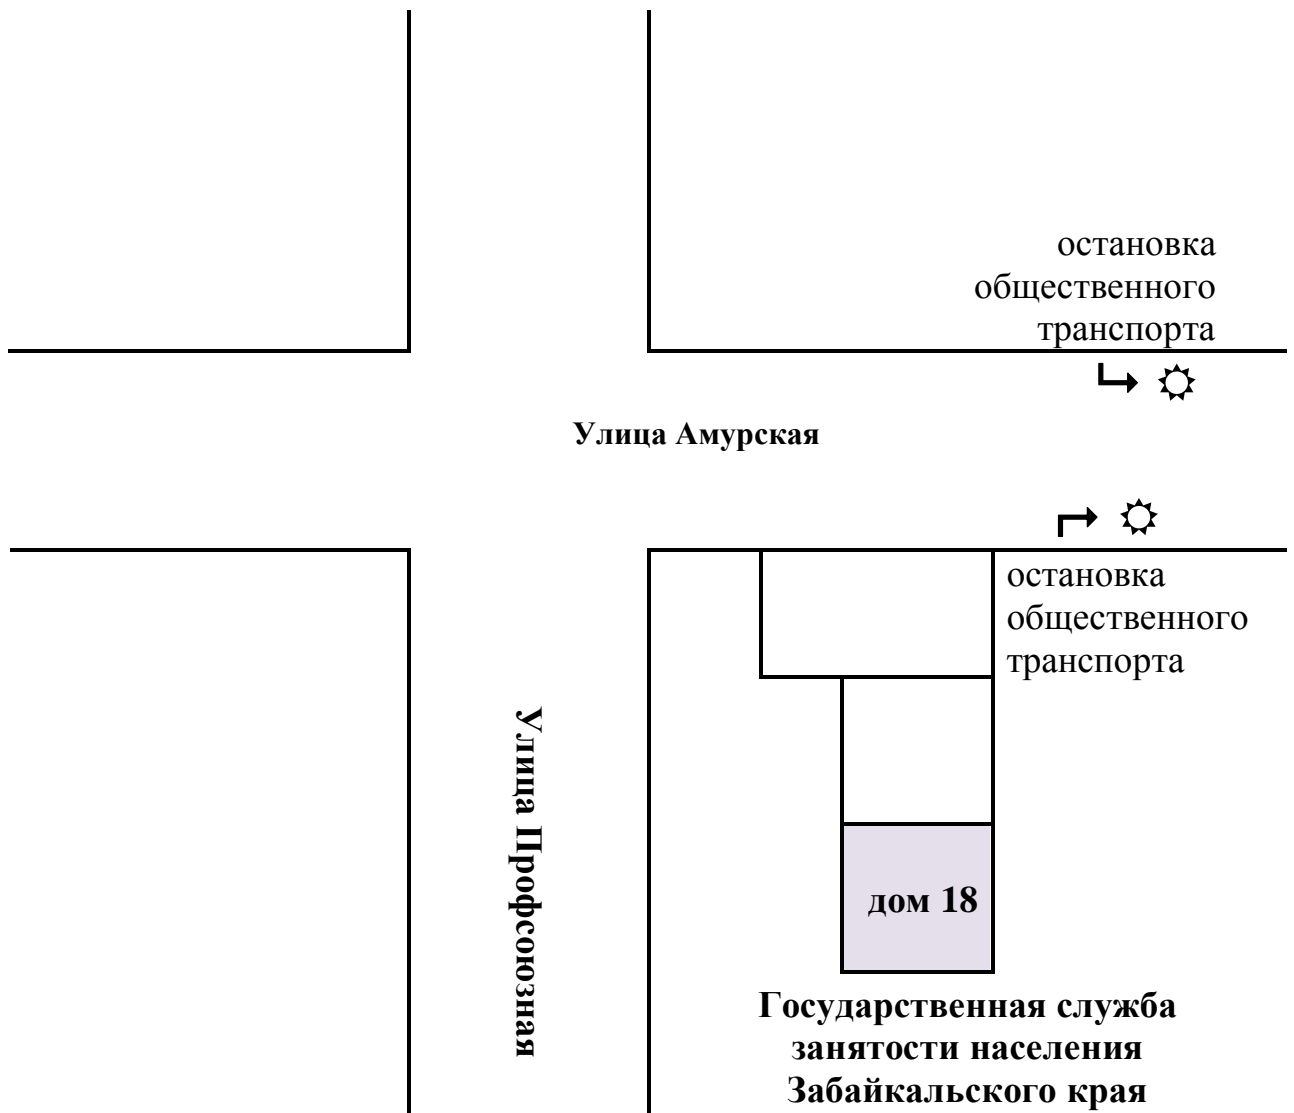 остановка
общественного
транспорта
Улица Амурская
остановка
общественного
транспорта
Улица Профсоюзная
дом 18
Государственная служба
занятости населения
Забайкальского края